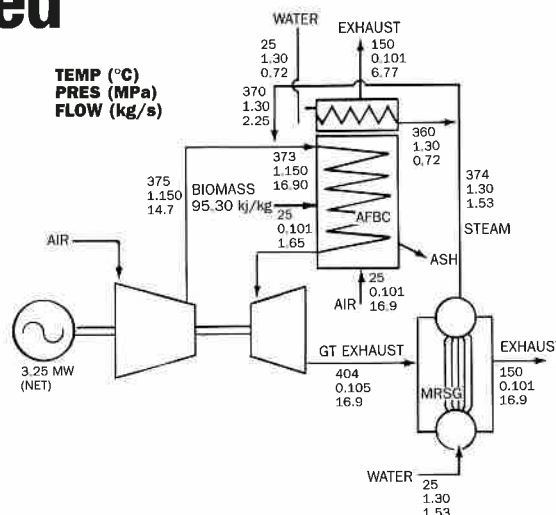 ed
WATER
EXHAUST
25
1.30
0.72
150
0.101
6.77
TEMP (°C)
PRES (MPa)
FLOW (kg/s)
370
1.30
2.25
360
1.30
0,72
373
1.150
16.90
375
1.150
14.7
BIOMASS
95.30 kj/kg
25
0.101
1.65
AFBC
374
1.30
1.53
STEAM
AIR
ASH
AIR
25
0.101
16.9
3.25 MW
(NET)
GT EXHAUST
404
0.105
16.9
EXHAUS
150
0.101
16.9
MRSG
WATER
25
1.30
1.53